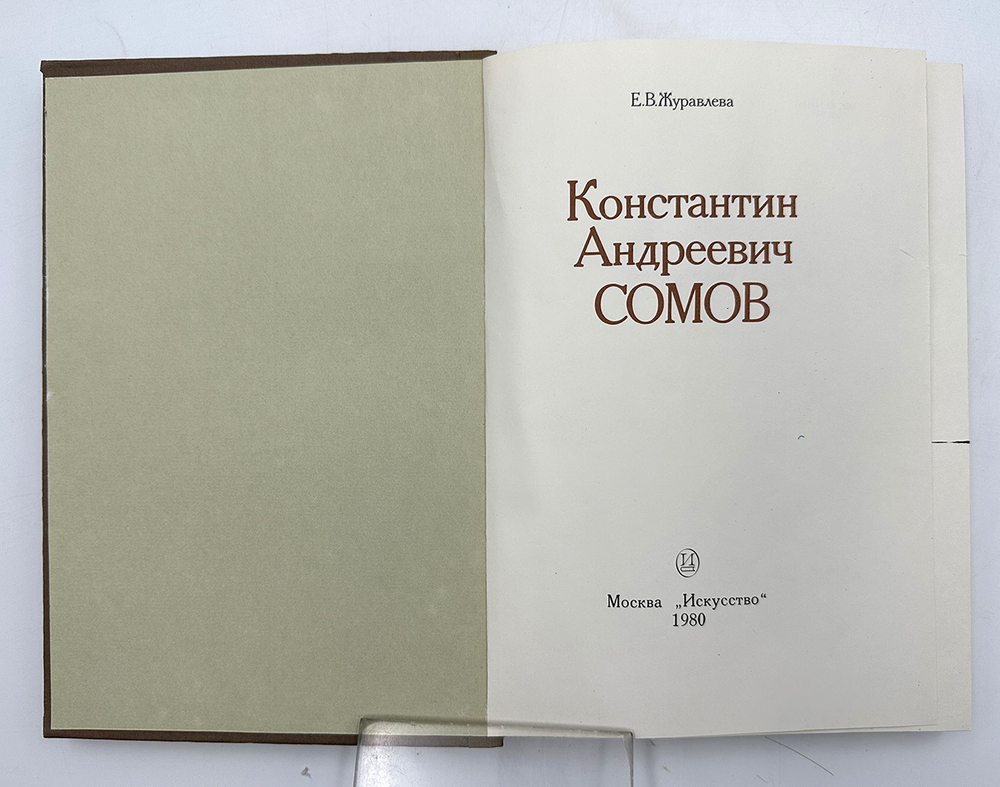 Е.В.Журавлева
Константин
Андреевич
СОМОВ
И
Москва „Искусство“
1980